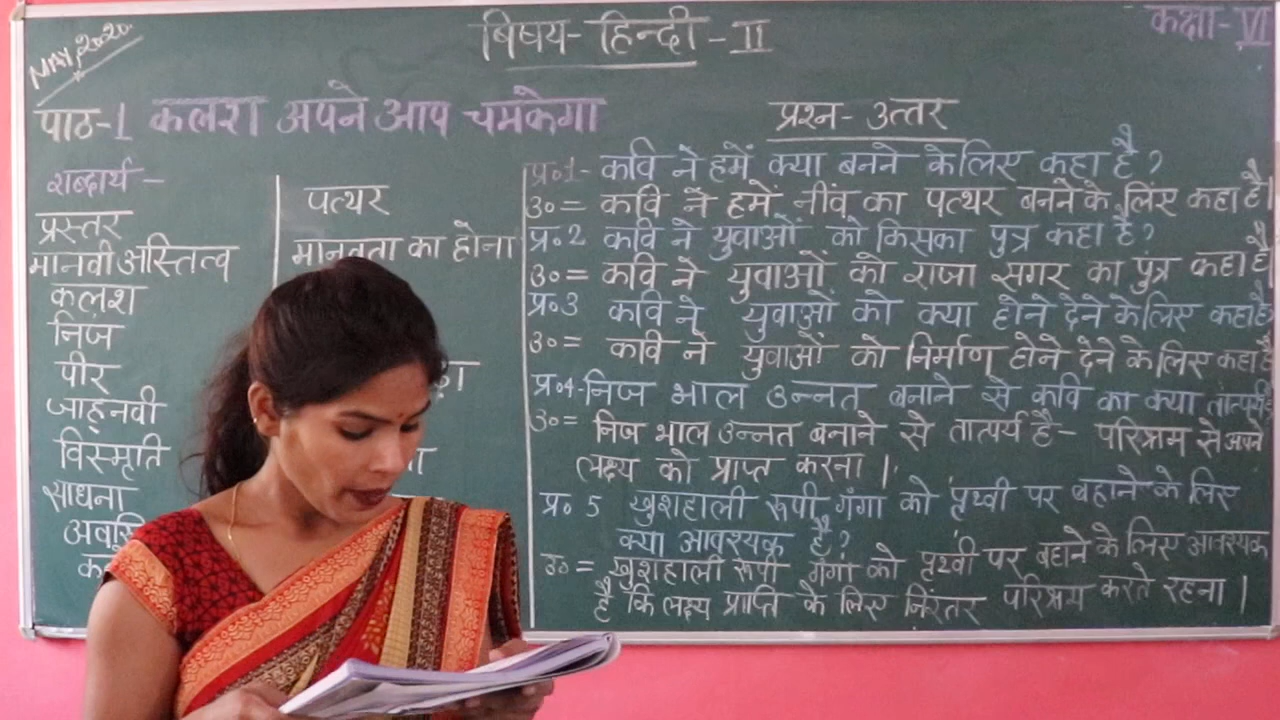 MAY, 2020
विषय- हिन्दी - II
कक्षा- VI
पाठ-1 कलश अपने आप चमकेगा
शब्दार्थ -
प्रस्तर
पत्थर
मानवी अस्तित्व
मानवता का होना
कलश
निज
पीर
जाह्नवी
विस्मृति
साधना
प्रश्न- उत्तर
प्र०1- कवि ने हमें क्या बनने के लिए कहा है ?
उ० = कवि ने हमें नींव का पत्थर बनने के लिए कहा है।
प्र० 2 कवि ने युवाओं को किसका पुत्र कहा है ?
उ० = कवि ने युवाओं को राजा सगर का पुत्र कहा है
प्र०3 कवि ने युवाओं को क्या होने देने के लिए कहा है
उ० = कवि ने युवाओं को निर्माण होने देने के लिए कहा है
प्र०4-निज भाल उन्नत बनाने से कवि का क्या तात्पर्य है
उ० = निज भाल उन्नत बनाने से तात्पर्य है - परिश्रम से अपने
लक्ष्य को प्राप्त करना ।
प्र० 5 खुशहाली रूपी गंगा को पृथ्वी पर बहाने के लिए
क्या आवश्यक है ?
उ० = खुशहाली रूपी गंगा को पृथ्वी पर बहाने के लिए आवश्यक
है कि लक्ष्य प्राप्ति के लिए निरंतर परिश्रम करते रहना ।